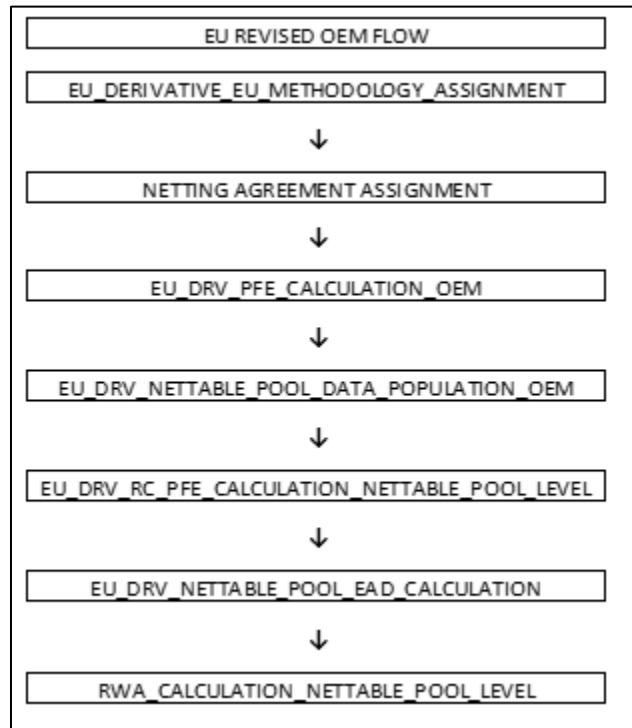 EU REVISED OEM FLOW
EU_DERIVATIVE_EU_METHODOLOGY_ASSIGNMENT
↓
NETTING AGREEMENT ASSIGNMENT
↓
EU_DRV_PFE_CALCULATION_OEM
↓
EU_DRV_NETTABLE_POOL_DATA_POPULATION_OEM
↓
EU_DRV_RC_PFE_CALCULATION_NETTABLE_POOL_LEVEL
↓
EU_DRV_NETTABLE_POOL_EAD_CALCULATION
↓
RWA_CALCULATION_NETTABLE_POOL_LEVEL